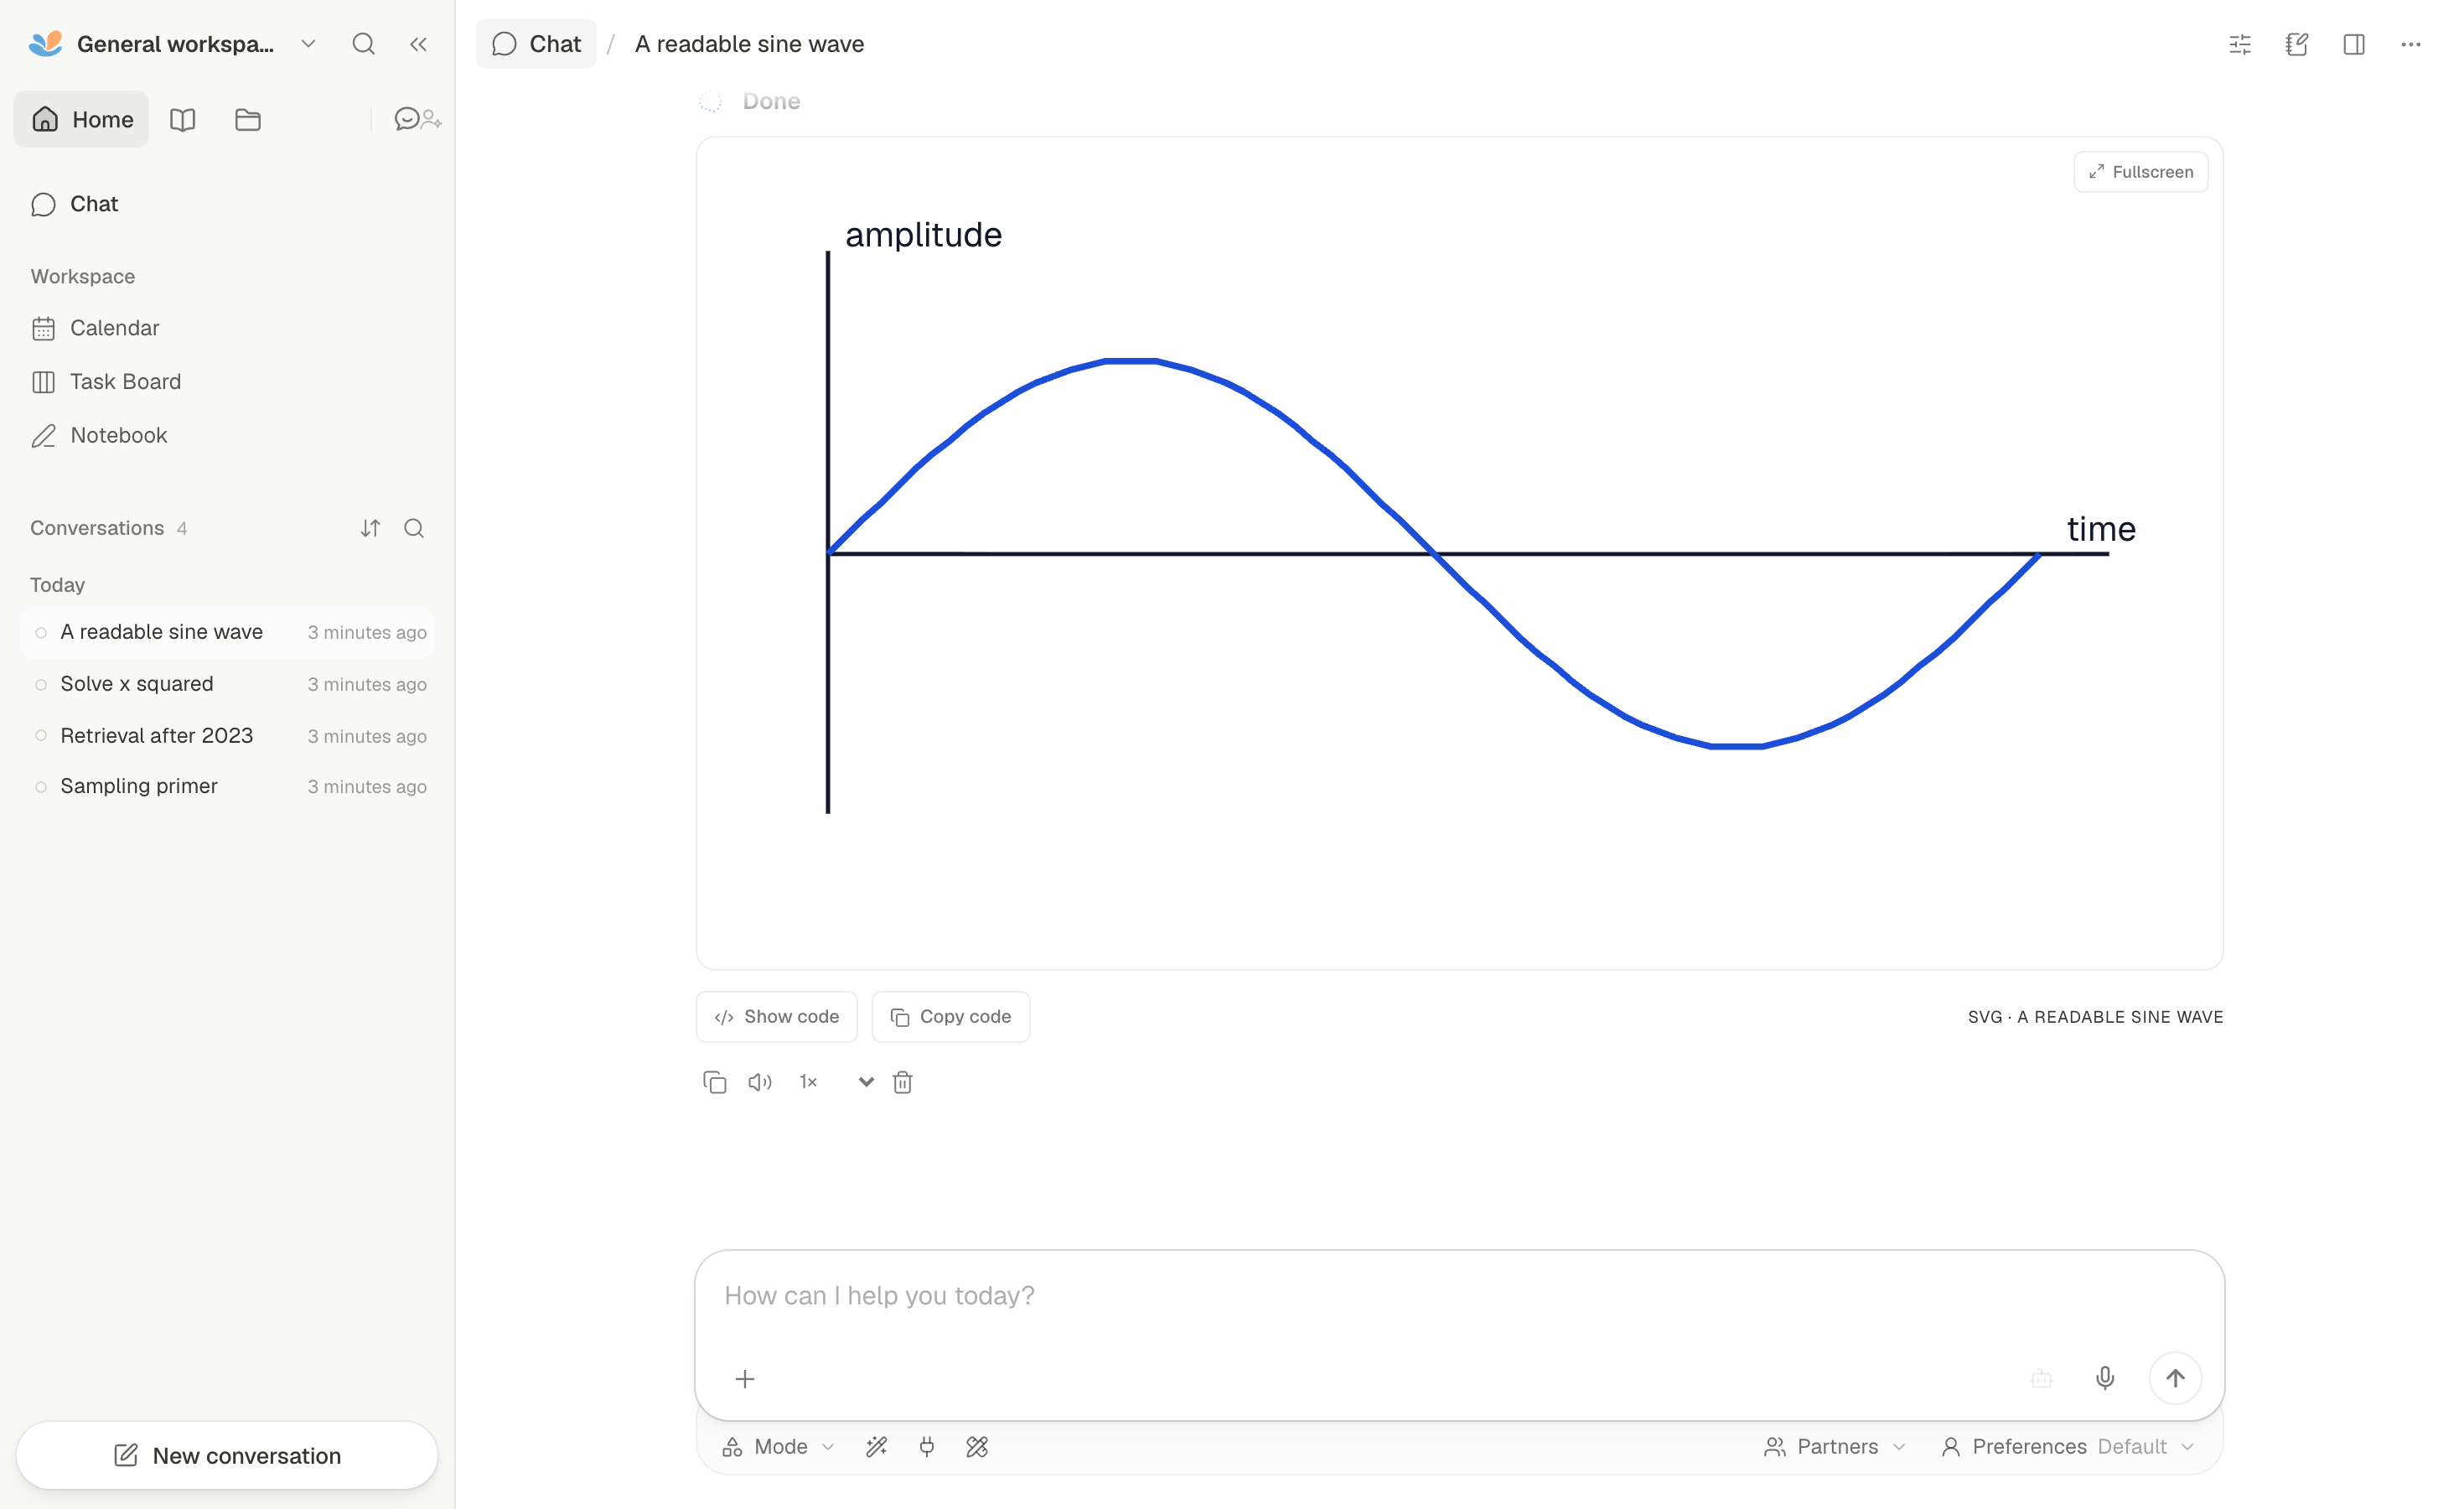 General workspa...
Home
Chat
Workspace
Calendar
Task Board
Notebook
Conversations 4
Today
A readable sine wave 3 minutes ago
Solve x squared 3 minutes ago
Retrieval after 2023 3 minutes ago
Sampling primer 3 minutes ago
New conversation
Chat / A readable sine wave
Done
Fullscreen
amplitude
time
Show code
Copy code
SVG · A READABLE SINE WAVE
1×
How can I help you today?
Mode
Partners
Preferences Default